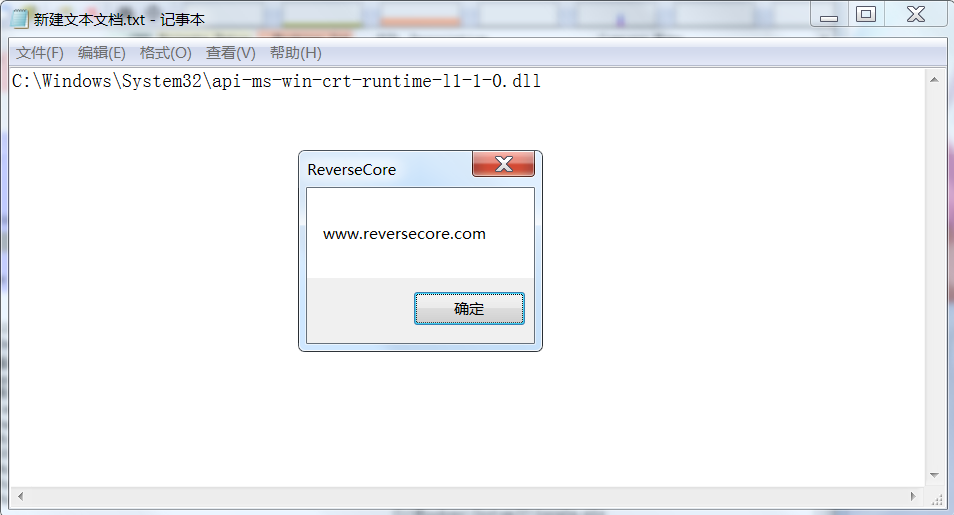 新建文本文档.txt - 记事本
文件(F) 编辑(E) 格式(O) 查看(V) 帮助(H)
C:\Windows\System32\api-ms-win-crt-runtime-l1-1-0.dll
ReverseCore
www.reversecore.com
确定